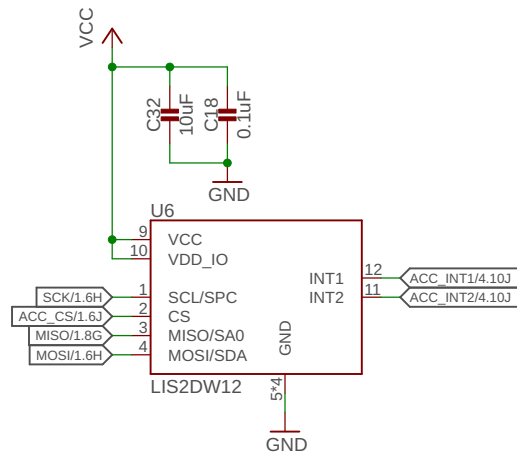 VCC
C32
10uF
C18
0.1uF
GND
U6
9 VCC
10 VDD_IO
SCK/1.6H 1 SCL/SPC
ACC_CS/1.6J 2 CS
MISO/1.8G 3 MISO/SA0
MOSI/1.6H 4 MOSI/SDA
INT1 12 ACC_INT1/4.10J
INT2 11 ACC_INT2/4.10J
GND
LIS2DW12
5*4
GND